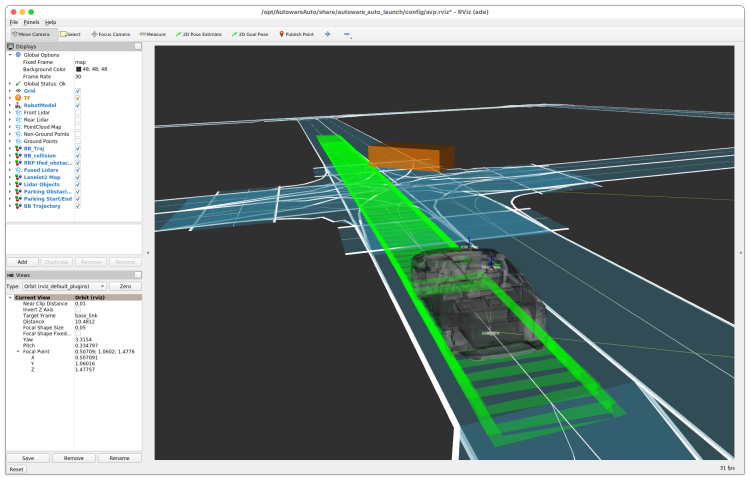 /opt/AutowareAuto/share/autoware_auto_launch/config/avp.rviz* - RViz (ade)
File Panels Help
Move Camera Select Focus Camera Measure 2D Pose Estimate 2D Goal Pose Publish Point
Displays
Global Options
Fixed Frame map
Background Color 48; 48; 48
Frame Rate 30
Global Status: Ok
Grid
TF
RobotModel
Front Lidar
Rear Lidar
PointCloud Map
Non-Ground Points
Ground Points
BB_Traj
BB_collision
RRP tfed_obstac...
Fused Lidars
Lanelet2 Map
Lidar Objects
Parking Obstacl...
Parking Start/End
BB Trajectory
Add Duplicate Remove Rename
Views
Type: Orbit (rviz_default_plugins) Zero
Current View Orbit (rviz)
Near Clip Distance 0.01
Invert Z Axis
Target Frame base_link
Distance 10.4812
Focal Shape Size 0.05
Focal Shape Fixed...
Yaw 3.3154
Pitch 0.334797
Focal Point 0.50709; 1.0602; 1.4776
X 0.507091
Y 1.06016
Z 1.47757
Save Remove Rename
Reset
31 fps